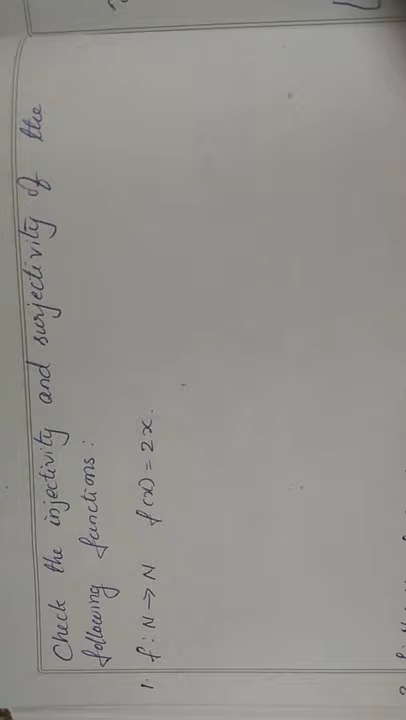 Check the injectivity and surjectivity of the
following functions:
1. f: N → N f(x) = 2x.